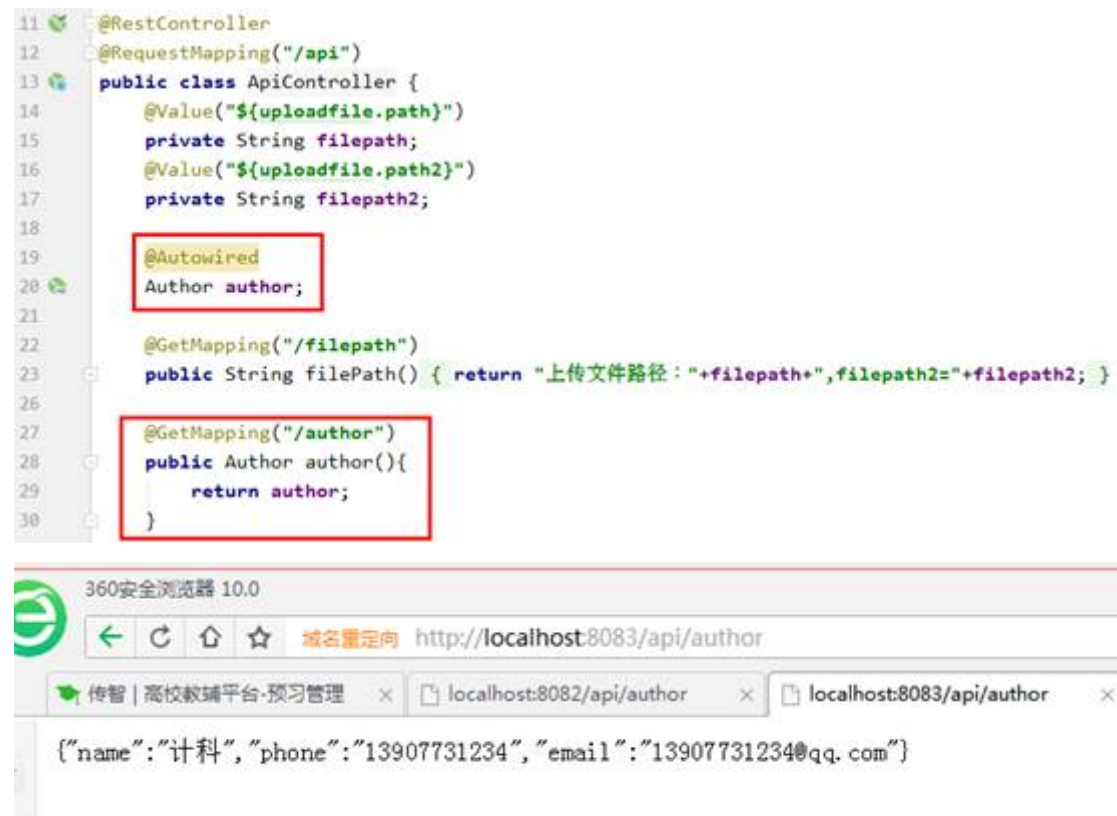 11 @RestController
12 @RequestMapping("/api")
13 public class ApiController {
14 @Value("${uploadfile.path}")
15 private String filepath;
16 @Value("${uploadfile.path2}")
17 private String filepath2;
18
19 @Autowired
20 Author author;
21
22 @GetMapping("/filepath")
23 public String filePath() { return "上传文件路径："+filepath+",filepath2="+filepath2; }
26
27 @GetMapping("/author")
28 public Author author(){
29 return author;
30 }
360安全浏览器 10.0
域名重定向 http://localhost:8083/api/author
传智 | 高校教辅平台-预习管理 × localhost:8082/api/author × localhost:8083/api/author ×
{"name":"计科","phone":"13907731234","email":"13907731234@qq.com"}